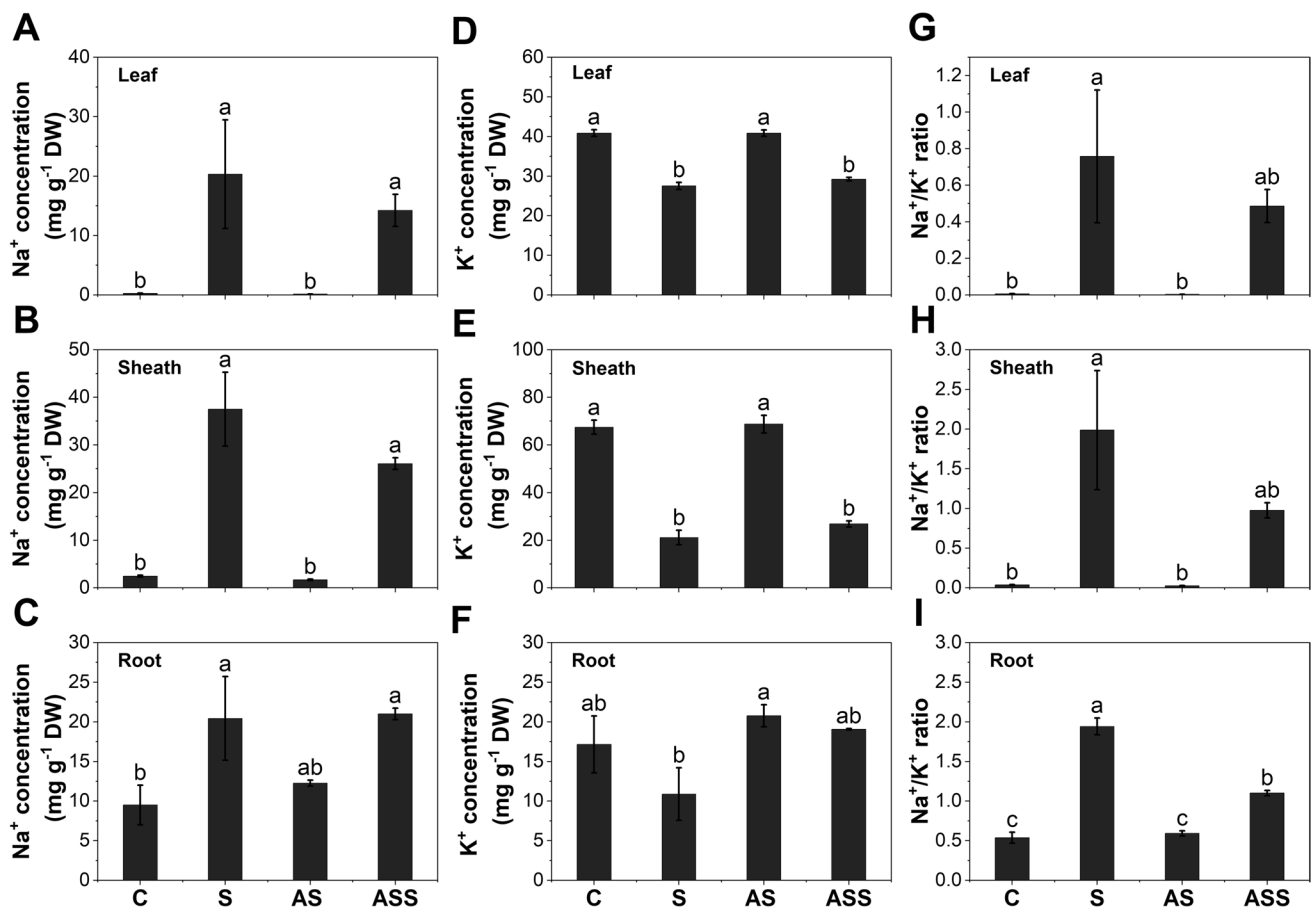 A
Na⁺ concentration
(mg g⁻¹ DW)
40
30
20
10
0
Leaf
b
a
b
a
D
K⁺ concentration
(mg g⁻¹ DW)
60
50
40
30
20
10
0
Leaf
a
b
a
b
G
Na⁺/K⁺ ratio
1.2
1.0
0.8
0.6
0.4
0.2
0.0
Leaf
b
a
b
ab
B
Na⁺ concentration
(mg g⁻¹ DW)
50
40
30
20
10
0
Sheath
b
a
b
a
E
K⁺ concentration
(mg g⁻¹ DW)
100
80
60
40
20
0
Sheath
a
b
a
b
H
Na⁺/K⁺ ratio
3.0
2.5
2.0
1.5
1.0
0.5
0.0
Sheath
b
a
b
ab
C
Na⁺ concentration
(mg g⁻¹ DW)
30
25
20
15
10
5
0
Root
b
a
ab
a
C S AS ASS
F
K⁺ concentration
(mg g⁻¹ DW)
30
25
20
15
10
5
0
Root
ab
b
a
ab
C S AS ASS
I
Na⁺/K⁺ ratio
3.0
2.5
2.0
1.5
1.0
0.5
0.0
Root
c
a
c
b
C S AS ASS